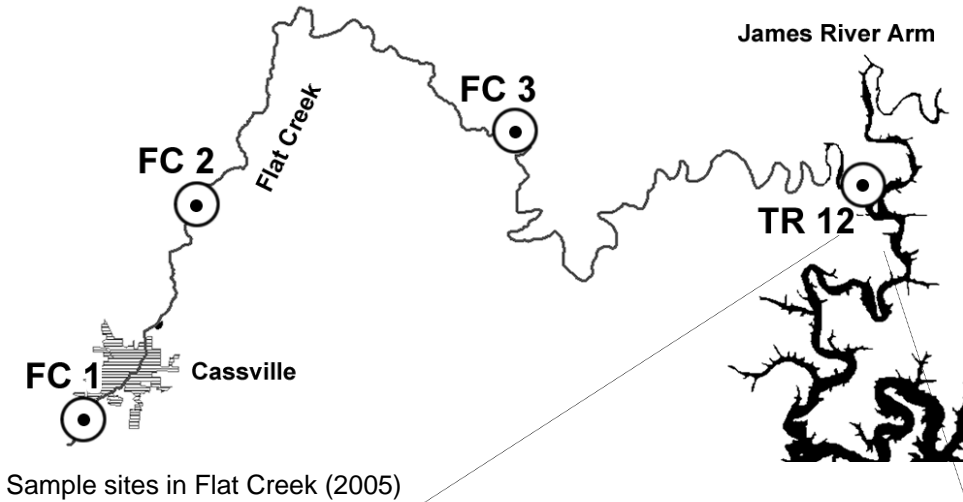 James River Arm
FC 3
Flat Creek
FC 2
TR 12
Cassville
FC 1
Sample sites in Flat Creek (2005)